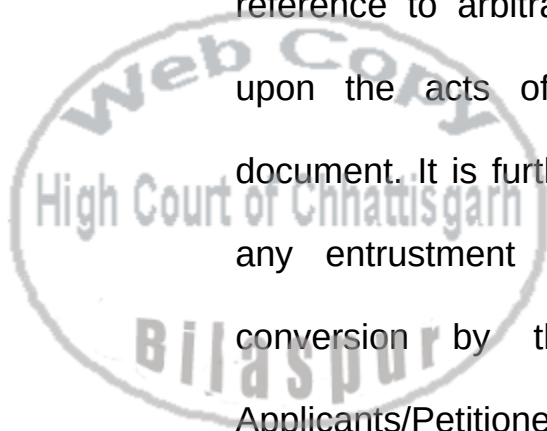 reference to arbitra
upon the acts of
document. It is furth
any entrustment
conversion by th
Applicants/Petitione
Web Copy
High Court of Chhattisgarh
Bilaspur